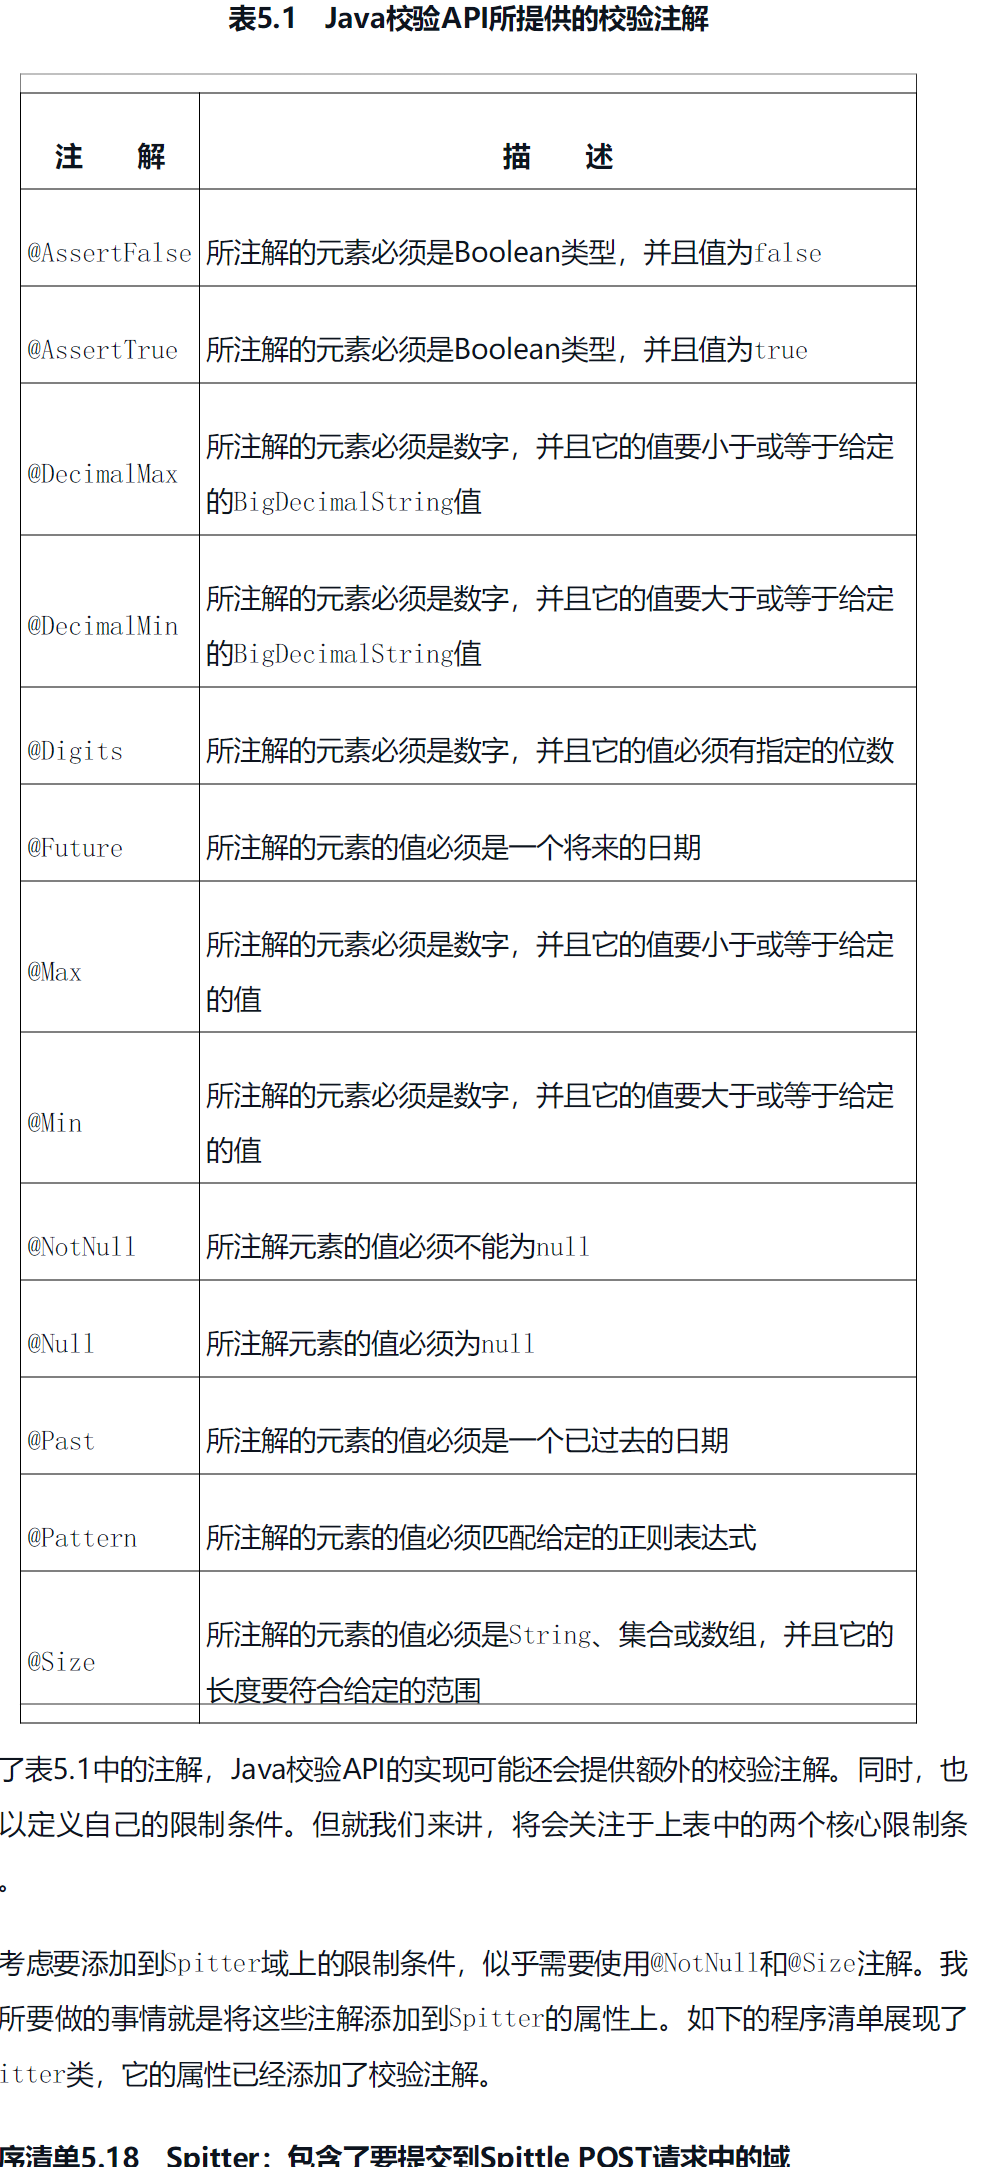 表5.1　Java校验API所提供的校验注解
注　　解
描　　述
@AssertFalse
所注解的元素必须是Boolean类型，并且值为false
@AssertTrue
所注解的元素必须是Boolean类型，并且值为true
@DecimalMax
所注解的元素必须是数字，并且它的值要小于或等于给定
的BigDecimalString值
@DecimalMin
所注解的元素必须是数字，并且它的值要大于或等于给定
的BigDecimalString值
@Digits
所注解的元素必须是数字，并且它的值必须有指定的位数
@Future
所注解的元素的值必须是一个将来的日期
@Max
所注解的元素必须是数字，并且它的值要小于或等于给定
的值
@Min
所注解的元素必须是数字，并且它的值要大于或等于给定
的值
@NotNull
所注解元素的值必须不能为null
@Null
所注解元素的值必须为null
@Past
所注解的元素的值必须是一个已过去的日期
@Pattern
所注解的元素的值必须匹配给定的正则表达式
@Size
所注解的元素的值必须是String、集合或数组，并且它的
长度要符合给定的范围
了表5.1中的注解，Java校验API的实现可能还会提供额外的校验注解。同时，也
以定义自己的限制条件。但就我们来讲，将会关注于上表中的两个核心限制条
。
考虑要添加到Spitter域上的限制条件，似乎需要使用@NotNull和@Size注解。我
所要做的事情就是将这些注解添加到Spitter的属性上。如下的程序清单展现了
itter类，它的属性已经添加了校验注解。
序清单5.18　Spitter：包含了要提交到Spittle POST请求中的域